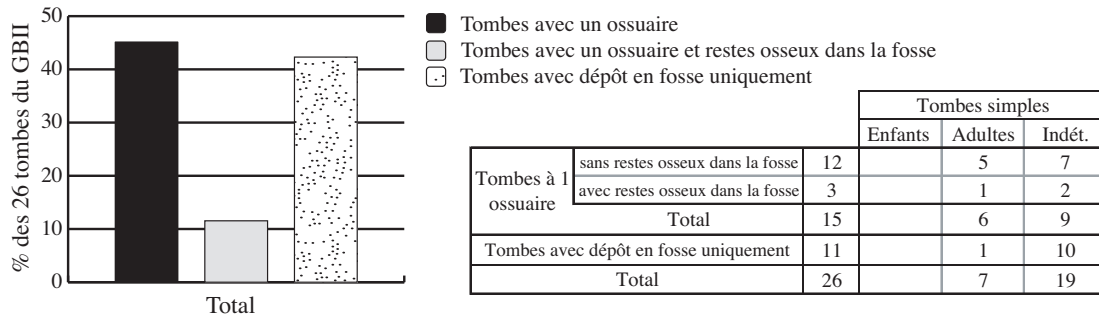 % des 26 tombes du GBII
50
40
30
20
10
0
Total
Tombes avec un ossuaire
Tombes avec un ossuaire et restes osseux dans la fosse
Tombes avec dépôt en fosse uniquement
Tombes simples
Enfants Adultes Indét.
Tombes à 1 ossuaire
sans restes osseux dans la fosse 12 5 7
avec restes osseux dans la fosse 3 1 2
Total 15 6 9
Tombes avec dépôt en fosse uniquement 11 1 10
Total 26 7 19